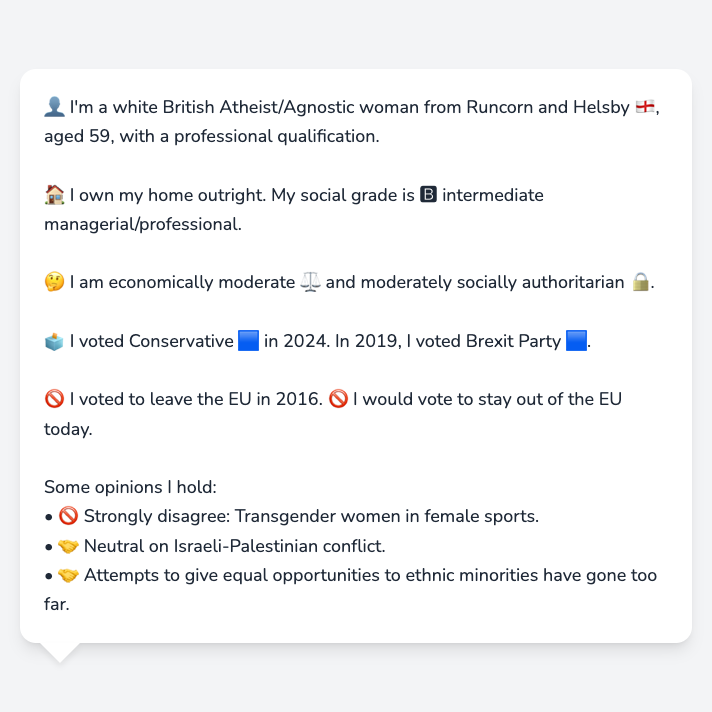 👤 I'm a white British Atheist/Agnostic woman from Runcorn and Helsby 🏴󠁧󠁢󠁥󠁮󠁧󠁿,
aged 59, with a professional qualification.
🏠 I own my home outright. My social grade is 🅱 intermediate
managerial/professional.
🤔 I am economically moderate ⚖️ and moderately socially authoritarian 🔒.
🗳️ I voted Conservative 🟦 in 2024. In 2019, I voted Brexit Party 🟦.
🚫 I voted to leave the EU in 2016. 🚫 I would vote to stay out of the EU
today.
Some opinions I hold:
• 🚫 Strongly disagree: Transgender women in female sports.
• 🤝 Neutral on Israeli-Palestinian conflict.
• 🤝 Attempts to give equal opportunities to ethnic minorities have gone too
far.